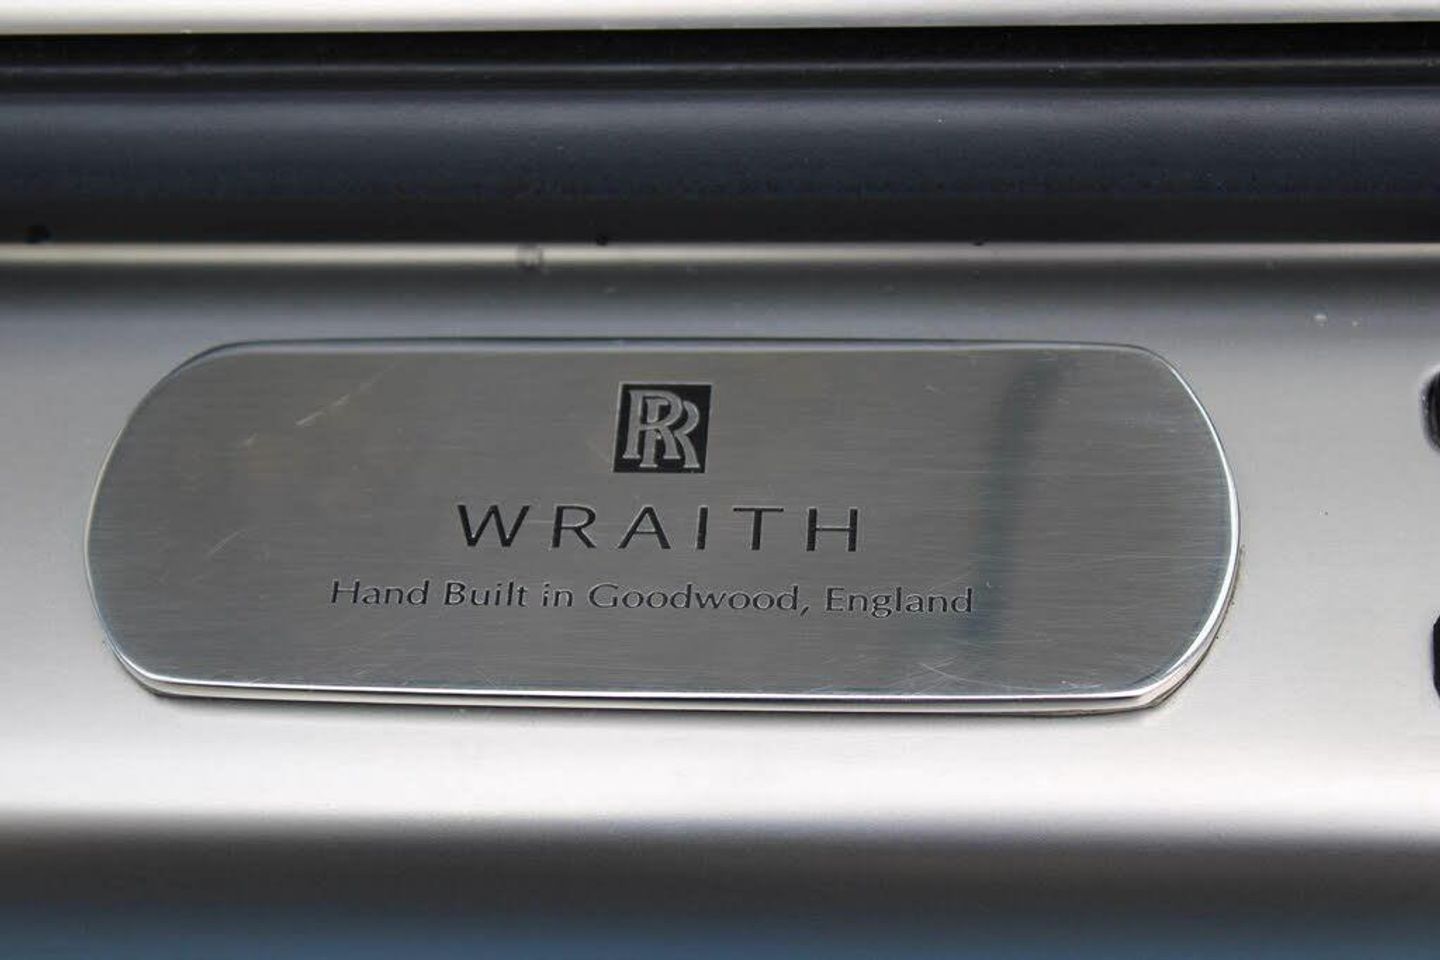 RR
WRAITH
Hand Built in Goodwood, England